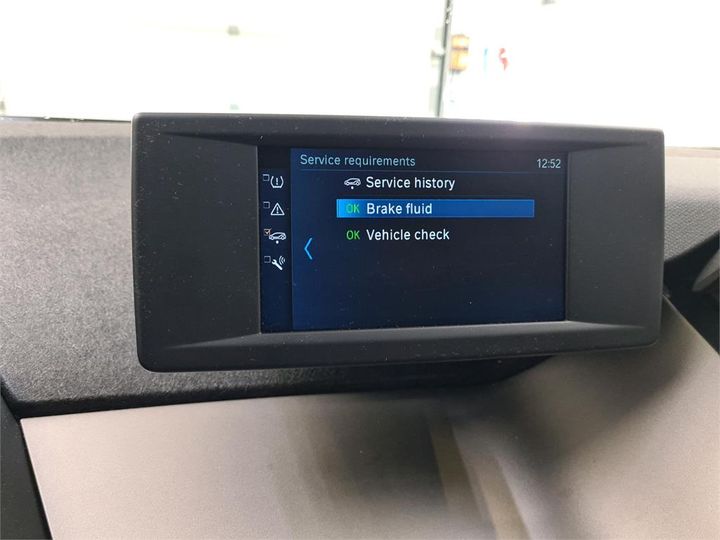 Service requirements 12:52
Service history
OK Brake fluid
OK Vehicle check